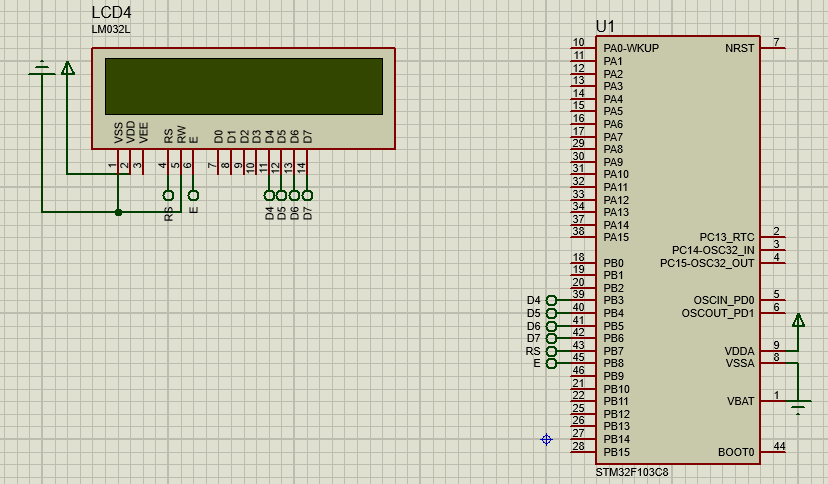 LCD4
LM032L
VSS
VDD
VEE
RS
RW
E
D0
D1
D2
D3
D4
D5
D6
D7
1
2
3
4
5
6
7
8
9
10
11
12
13
14
RS
E
D4
D5
D6
D7
U1
10 PA0-WKUP NRST 7
11 PA1
12 PA2
13 PA3
14 PA4
15 PA5
16 PA6
17 PA7
29 PA8
30 PA9
31 PA10
32 PA11
33 PA12
34 PA13
37 PA14
38 PA15 PC13_RTC 2
PC14-OSC32_IN 3
18 PB0 PC15-OSC32_OUT 4
19 PB1
20 PB2
D4 39 PB3 OSCIN_PD0 5
D5 40 PB4 OSCOUT_PD1 6
D6 41 PB5
D7 42 PB6
RS 43 PB7 VDDA 9
E 45 PB8 VSSA 8
46 PB9
21 PB10
22 PB11 VBAT 1
25 PB12
26 PB13
27 PB14
28 PB15 BOOT0 44
STM32F103C8